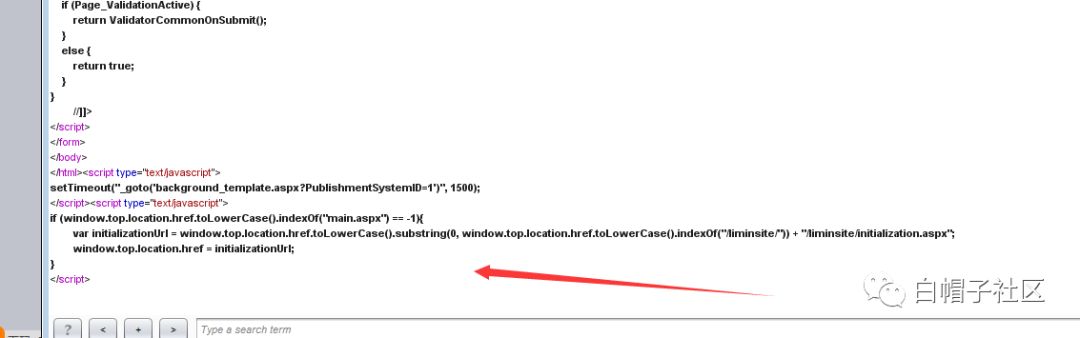 if (Page_ValidationActive) {
return ValidatorCommonOnSubmit();
}
else {
return true;
}
}
//]]>
</script>
</form>
</body>
</html><script type="text/javascript">
setTimeout("_goto('background_template.aspx?PublishmentSystemID=1')", 1500);
</script><script type="text/javascript">
if (window.top.location.href.toLowerCase().indexOf("main.aspx") == -1){
var initializationUrl = window.top.location.href.toLowerCase().substring(0, window.top.location.href.toLowerCase().indexOf("/liminsite/")) + "/liminsite/initialization.aspx";
window.top.location.href = initializationUrl;
}
</script>
白帽子社区
? < + > Type a search term